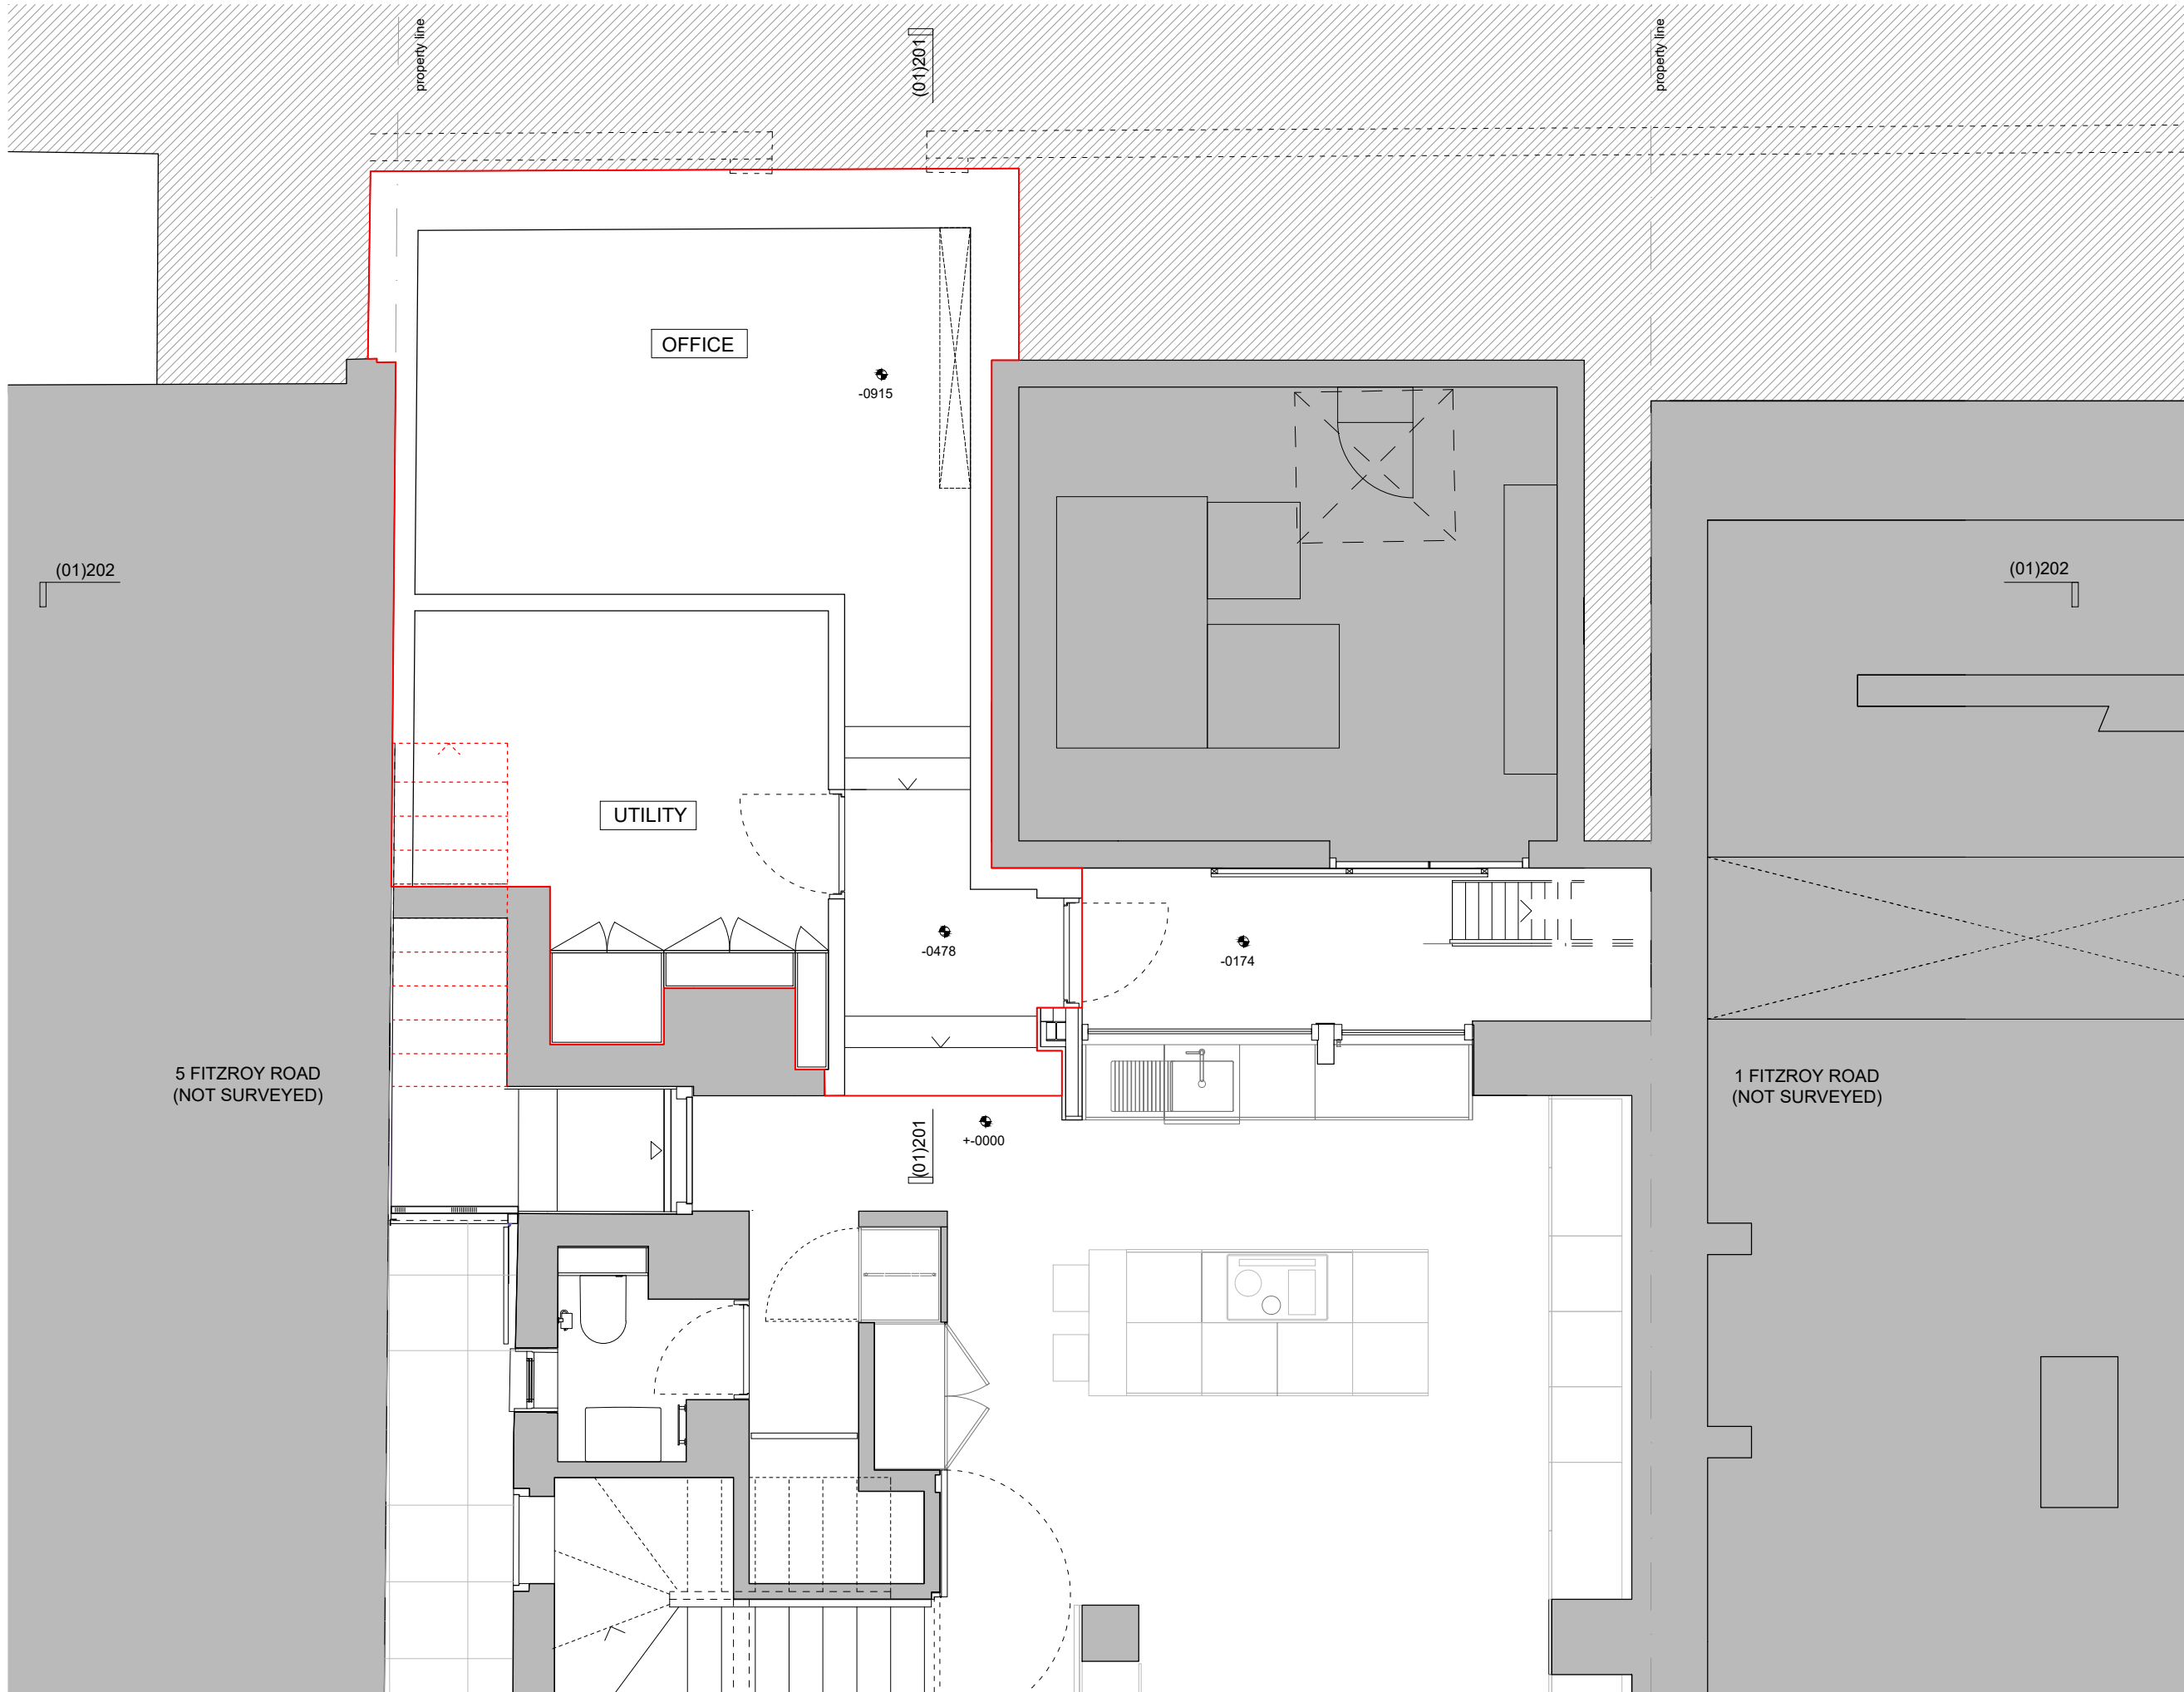 property line
(01)201
property line
OFFICE
-0915
(01)202
(01)202
UTILITY
-0478
-0174
5 FITZROY ROAD
(NOT SURVEYED)
1 FITZROY ROAD
(NOT SURVEYED)
(01)201
+-0000